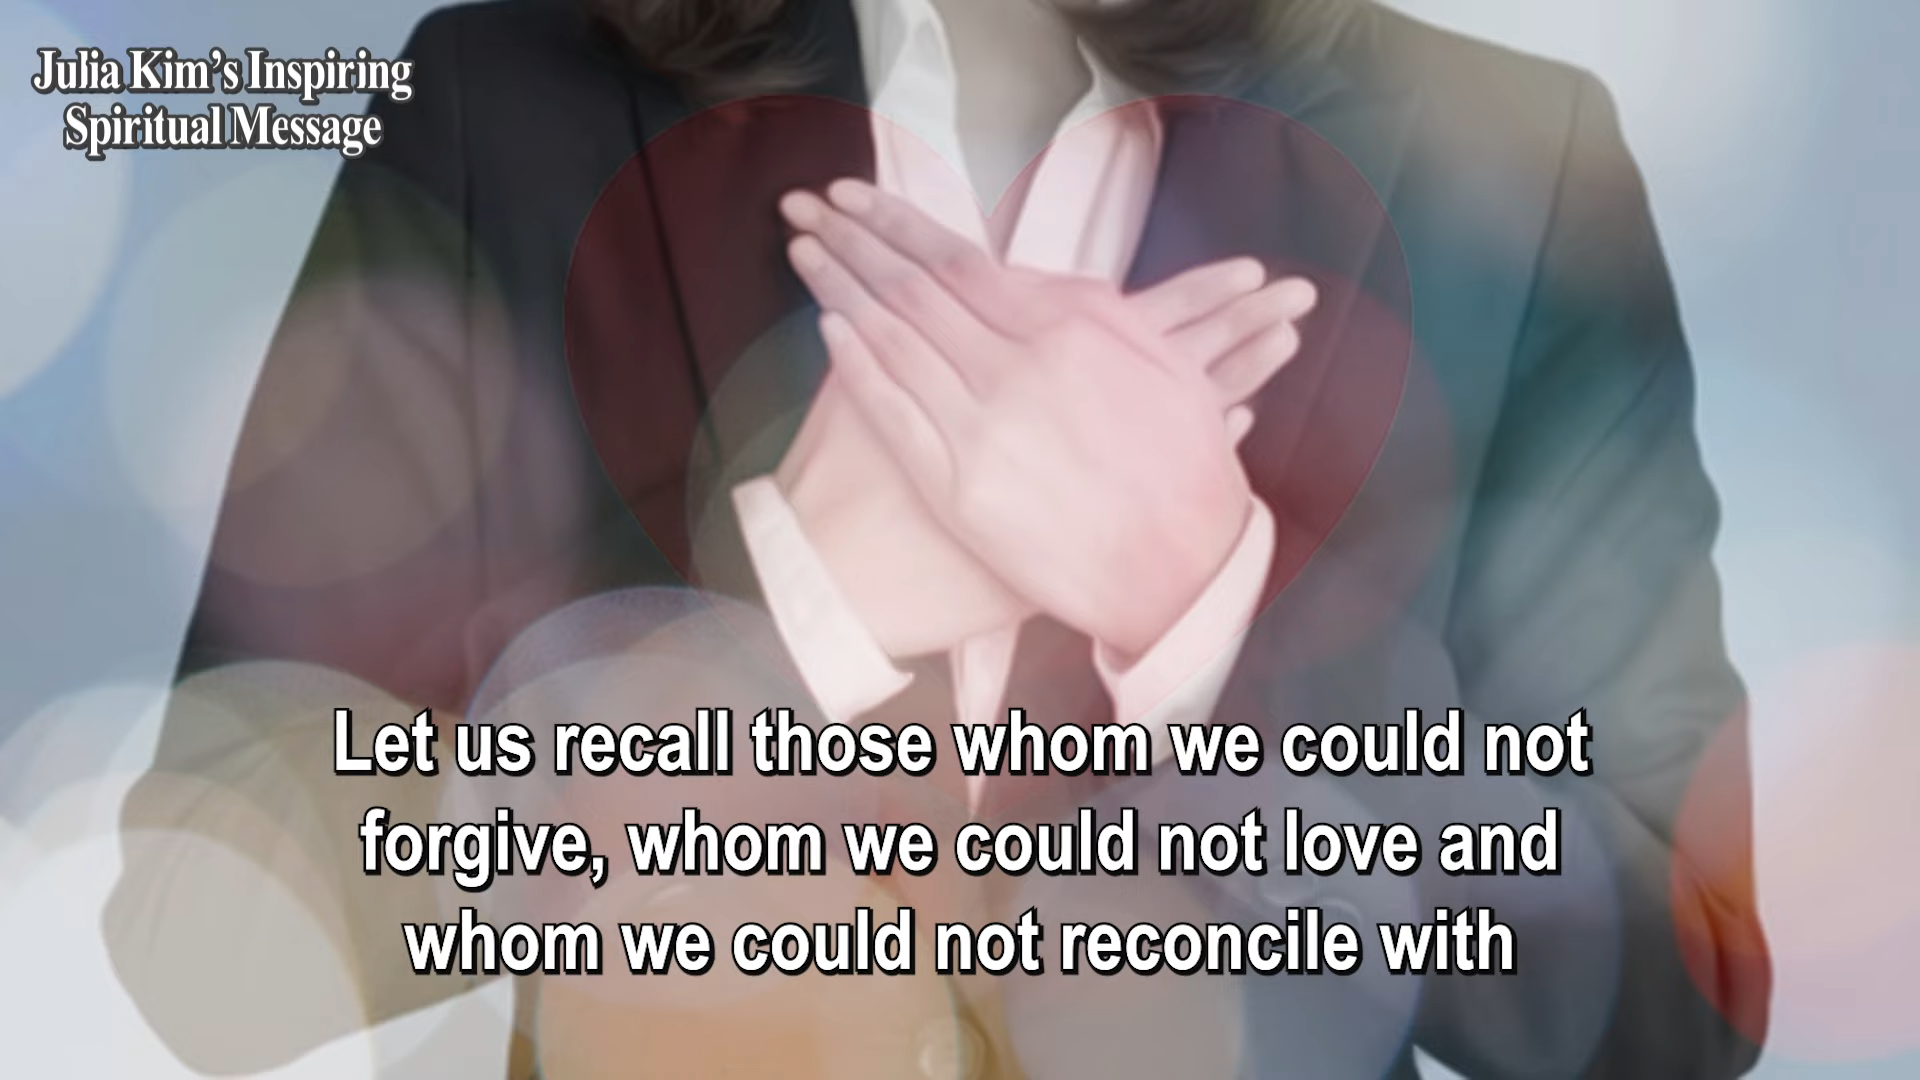 Julia Kim's Inspiring
Spiritual Message
Let us recall those whom we could not
forgive, whom we could not love and
whom we could not reconcile with